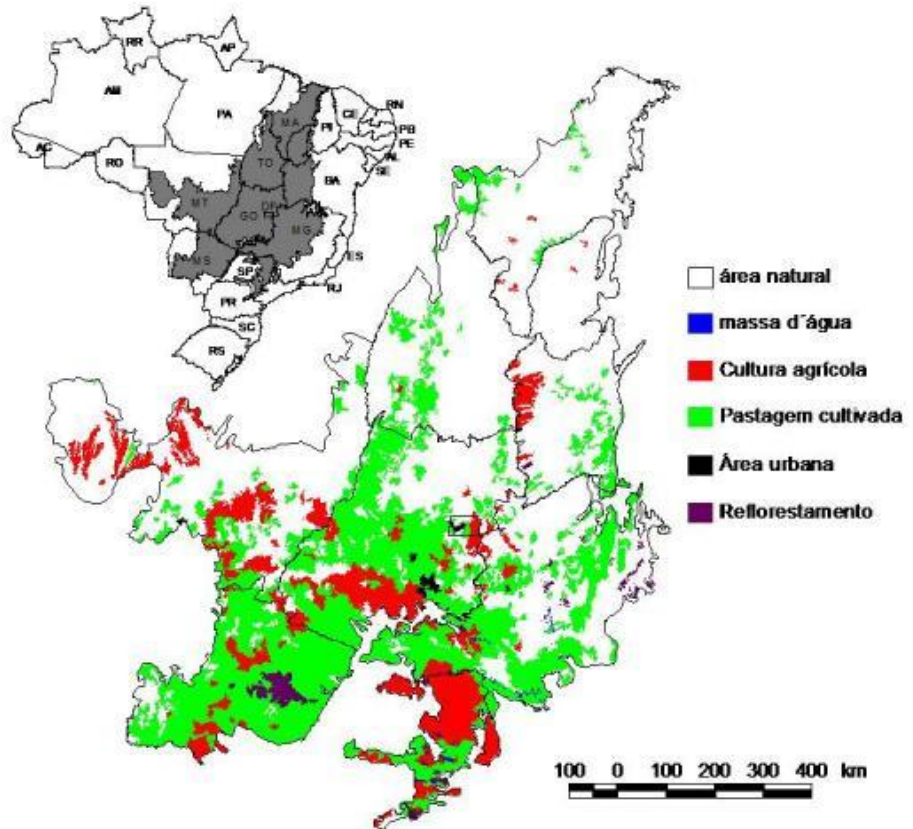 RR
AP
AM
PA
MA
CE
RN
PI
PB
PE
AL
SE
AC
RO
TO
BA
MT
GO
DF
MG
MS
ES
SP
RJ
PR
SC
RS
área natural
massa d´água
Cultura agrícola
Pastagem cultivada
Área urbana
Reflorestamento
100 0 100 200 300 400 km